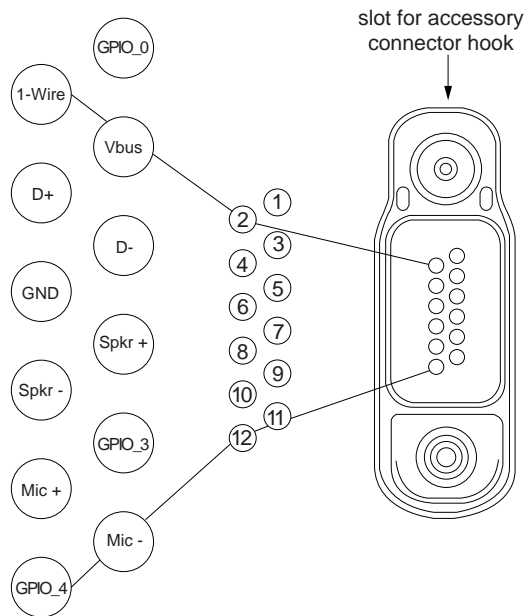 slot for accessory
connector hook
GPIO_0
1-Wire
Vbus
D+
D-
GND
Spkr +
Spkr -
GPIO_3
Mic +
Mic -
GPIO_4
1
2
3
4
5
6
7
8
9
10
11
12